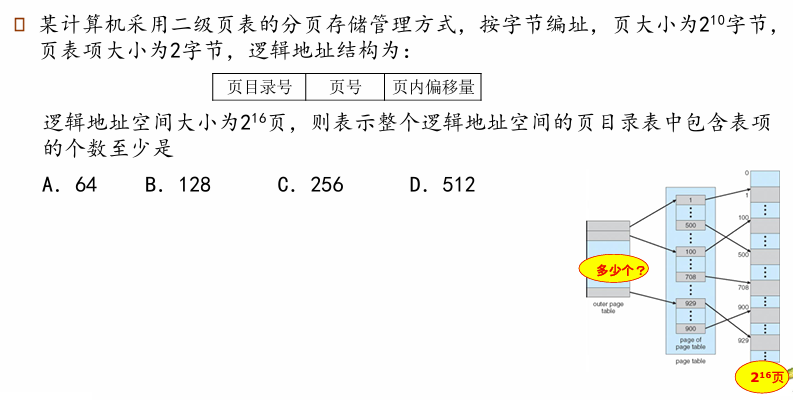 某计算机采用二级页表的分页存储管理方式，按字节编址，页大小为2¹⁰字节，
页表项大小为2字节，逻辑地址结构为：
页目录号 页号 页内偏移量
逻辑地址空间大小为2¹⁶页，则表示整个逻辑地址空间的页目录表中包含表项
的个数至少是
A. 64 B. 128 C. 256 D. 512
多少个？
outer page
table
1
500
100
708
929
900
page of
page table
page table
0
1
100
500
708
900
929
2¹⁶页